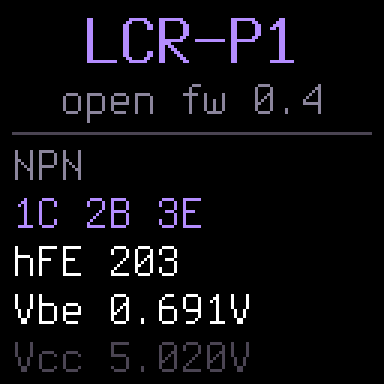 LCR-P1
open fw 0.4
NPN
1C 2B 3E
hFE 203
Vbe 0.691V
Vcc 5.020V